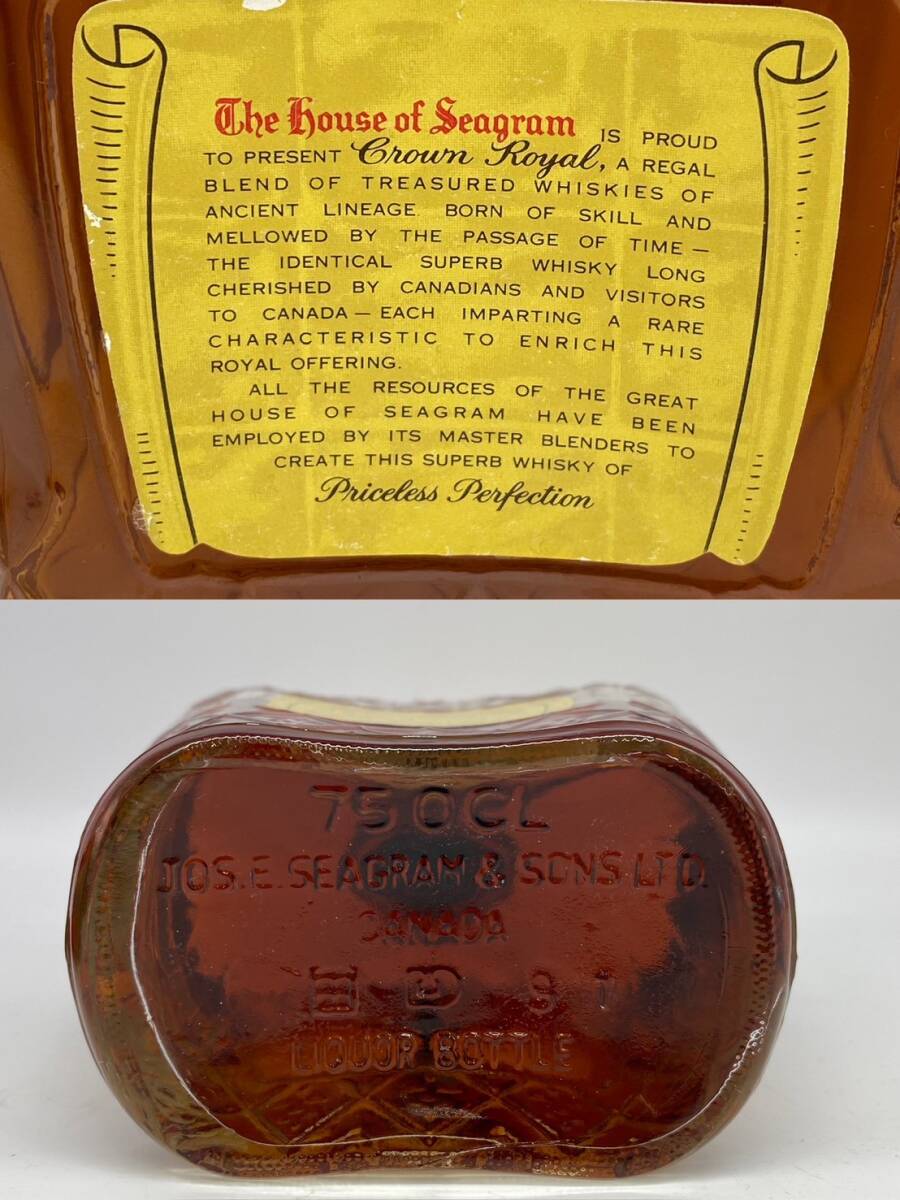 The House of Seagram IS PROUD
TO PRESENT Crown Royal, A REGAL
BLEND OF TREASURED WHISKIES OF
ANCIENT LINEAGE. BORN OF SKILL AND
MELLOWED BY THE PASSAGE OF TIME —
THE IDENTICAL SUPERB WHISKY LONG
CHERISHED BY CANADIANS AND VISITORS
TO CANADA — EACH IMPARTING A RARE
CHARACTERISTIC TO ENRICH THIS
ROYAL OFFERING.
ALL THE RESOURCES OF THE GREAT
HOUSE OF SEAGRAM HAVE BEEN
EMPLOYED BY ITS MASTER BLENDERS TO
CREATE THIS SUPERB WHISKY OF
Priceless Perfection
750CL
JOS. E. SEAGRAM & SONS LTD.
CANADA
LIQUOR BOTTLE